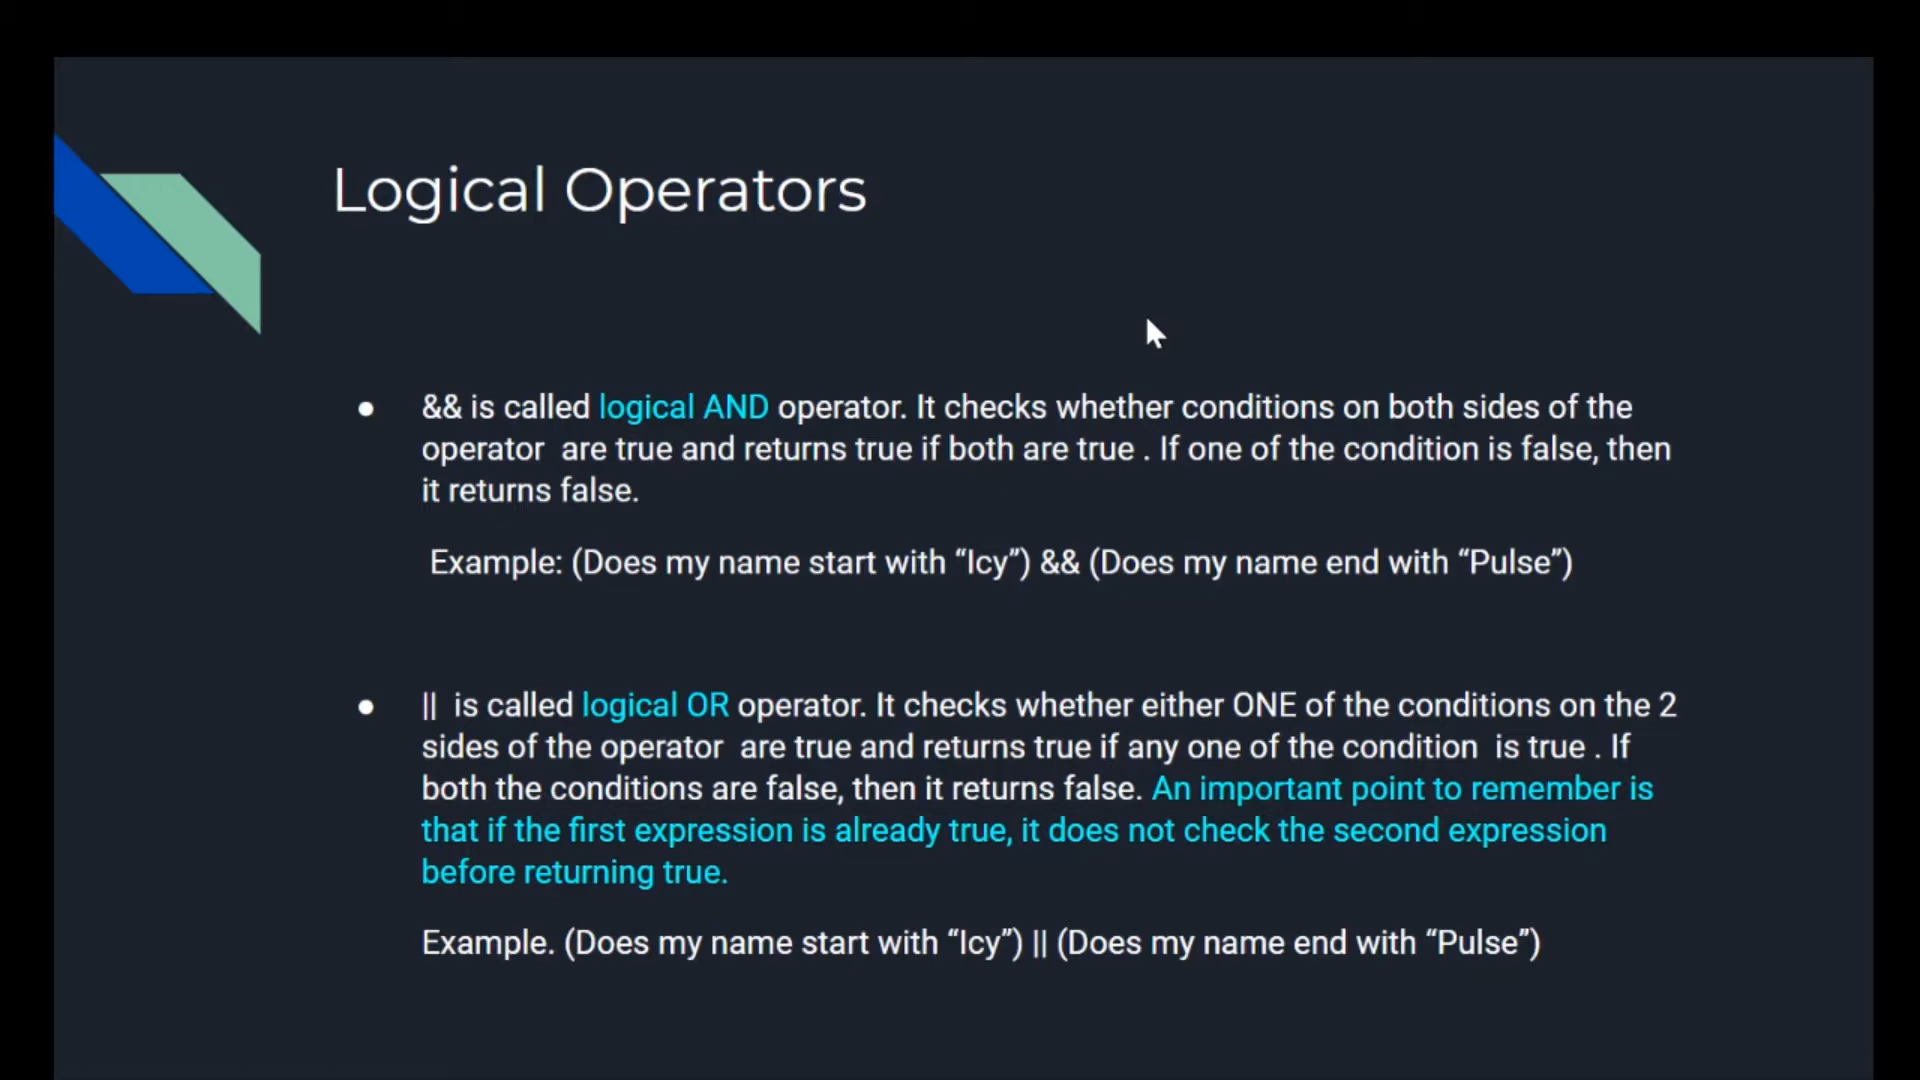 Logical Operators
● && is called logical AND operator. It checks whether conditions on both sides of the
operator are true and returns true if both are true . If one of the condition is false, then
it returns false.
Example: (Does my name start with “Icy”) && (Does my name end with “Pulse”)
● || is called logical OR operator. It checks whether either ONE of the conditions on the 2
sides of the operator are true and returns true if any one of the condition is true . If
both the conditions are false, then it returns false. An important point to remember is
that if the first expression is already true, it does not check the second expression
before returning true.
Example. (Does my name start with “Icy”) || (Does my name end with “Pulse”)